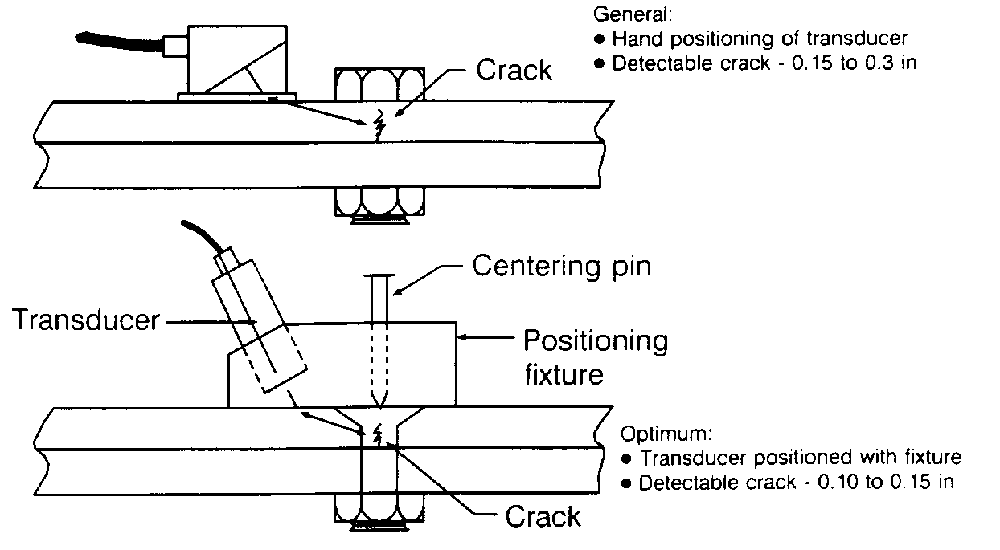 General:
● Hand positioning of transducer
● Detectable crack - 0.15 to 0.3 in
Crack
Centering pin
Transducer
Positioning
fixture
Optimum:
● Transducer positioned with fixture
● Detectable crack - 0.10 to 0.15 in
Crack